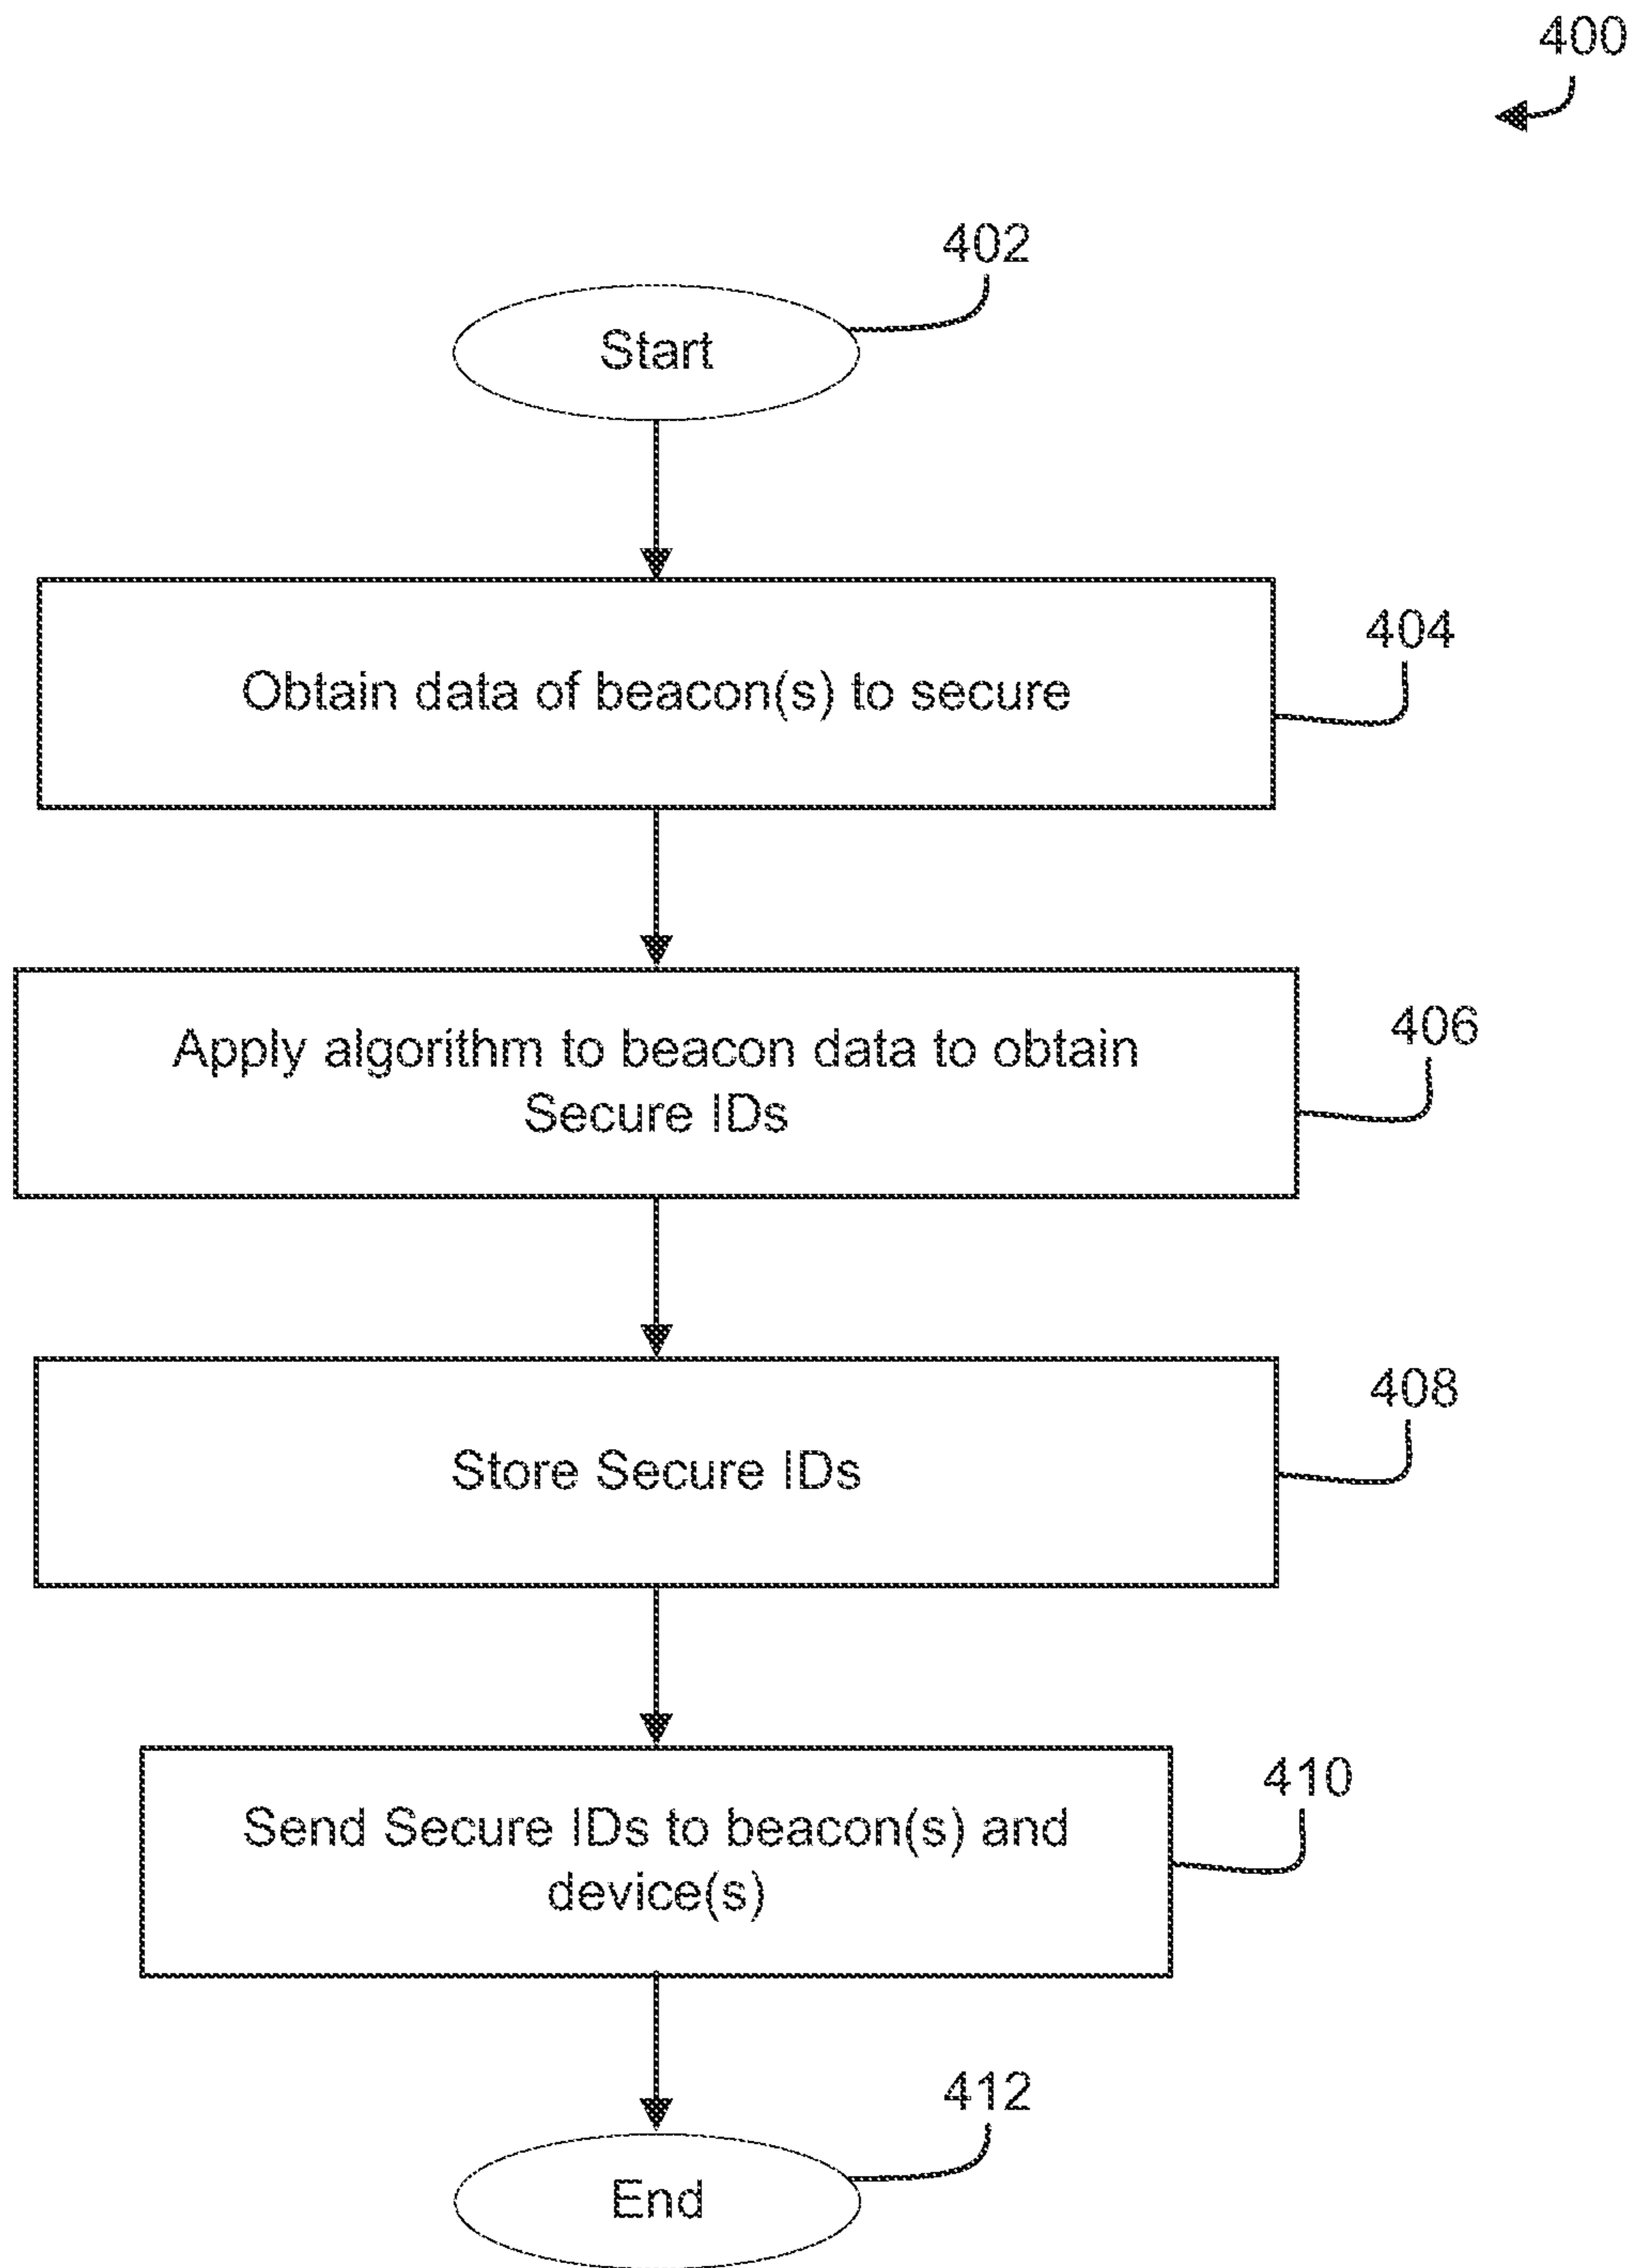 400
402
Start
404
Obtain data of beacon(s) to secure
406
Apply algorithm to beacon data to obtain
Secure IDs
408
Store Secure IDs
410
Send Secure IDs to beacon(s) and
device(s)
412
End